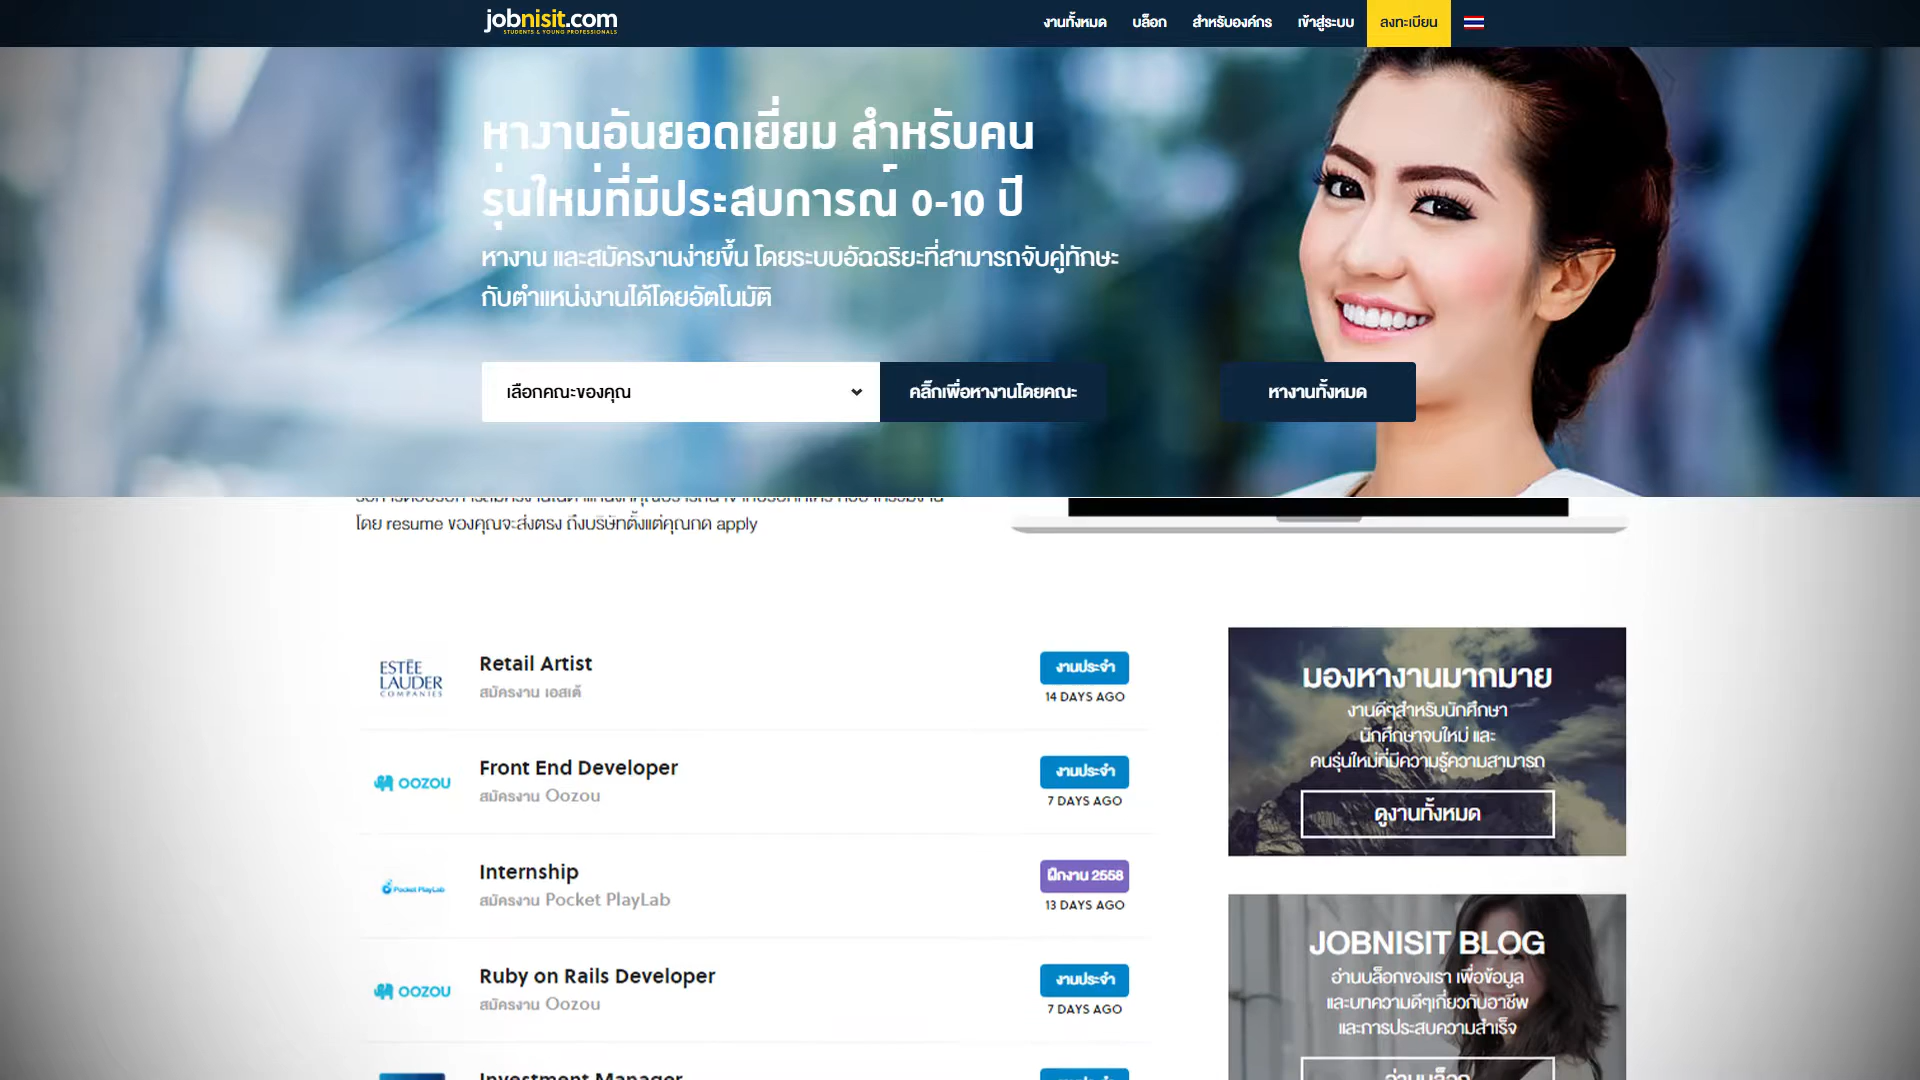 jobnisit.com
STUDENTS & YOUNG PROFESSIONALS
งานทั้งหมด
บล็อก
สำหรับองค์กร
เข้าสู่ระบบ
ลงทะเบียน
หางานอันยอดเยี่ยม สำหรับคน
รุ่นใหม่ที่มีประสบการณ์ 0-10 ปี
หางาน และสมัครงานง่ายขึ้น โดยระบบอัฉฉริยะที่สามารถจับคู่ทักษะ
กับตำแหน่งงานได้โดยอัตโนมัติ
เลือกคณะของคุณ
คลิ๊กเพื่อหางานโดยคณะ
หางานทั้งหมด
โดย resume ของคุณจะส่งตรง ถึงบริษัทตั้งแต่คุณกด apply
ESTĒE
LAUDER
COMPANIES
Retail Artist
สมัครงาน เอสเต้
งานประจำ
14 DAYS AGO
OOZOU
Front End Developer
สมัครงาน Oozou
งานประจำ
7 DAYS AGO
Pocket PlayLab
Internship
สมัครงาน Pocket PlayLab
ฝึกงาน 2558
13 DAYS AGO
OOZOU
Ruby on Rails Developer
สมัครงาน Oozou
งานประจำ
7 DAYS AGO
Investment Manager
งานประจำ
มองหางานมากมาย
งานดีๆสำหรับนักศึกษา
นักศึกษาจบใหม่ และ
คนรุ่นใหม่ที่มีความรู้ความสามารถ
ดูงานทั้งหมด
JOBNISIT BLOG
อ่านบล็อกของเรา เพื่อข้อมูล
และบทความดีๆเกี่ยวกับอาชีพ
และการประสบความสำเร็จ
อ่านบล็อก